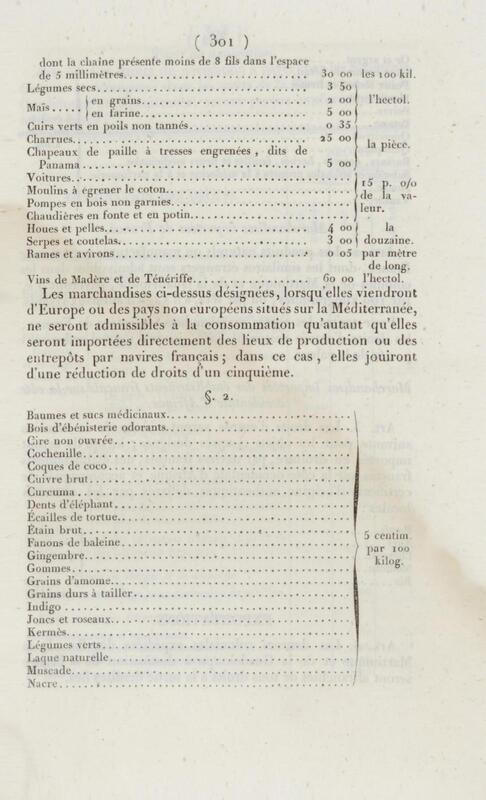 ( 301 )
dont la chaîne présente moins de 8 fils dans l'espace
de 5 millimètres........ 30 00 les 100 kil.
Légumes secs........ 3 50
Maïs..... { en grains........ 2 00 l'hectol.
en farine........ 5 00
Cuirs verts en poils non tannés........ 0 35
Charrues........ 25 00
Chapeaux de paille à tresses engrenées, dits de la pièce.
Panama........ 5 00
Voitures........
Moulins à égrener le coton........ 15 p. 0/0
Pompes en bois non garnies........ de la va-
Chaudières en fonte et en potin........ leur.
Houes et pelles........ 4 00 la
Serpes et coutelas........ 3 00 douzaine.
Rames et avirons........ 0 05 par mètre
de long.
Vins de Madère et de Ténériffe........ 60 00 l'hectol.
Les marchandises ci-dessus désignées, lorsqu'elles viendront
d'Europe ou des pays non européens situés sur la Méditerranée,
ne seront admissibles à la consommation qu'autant qu'elles
seront importées directement des lieux de production ou des
entrepôts par navires français; dans ce cas, elles jouiront
d'une réduction de droits d'un cinquième.
§. 2.
Baumes et sucs médicinaux........
Bois d'ébénisterie odorants........
Cire non ouvrée........
Cochenille........
Coques de coco........
Cuivre brut........
Curcuma........
Dents d'éléphant........
Écailles de tortue........
Étain brut........ 5 centim.
Fanons de baleine........ par 100
Gingembre........ kilog.
Gommes........
Grains d'amome........
Grains durs à tailler........
Indigo........
Joncs et roseaux........
Kermès........
Légumes verts........
Laque naturelle........
Muscade........
Nacre........